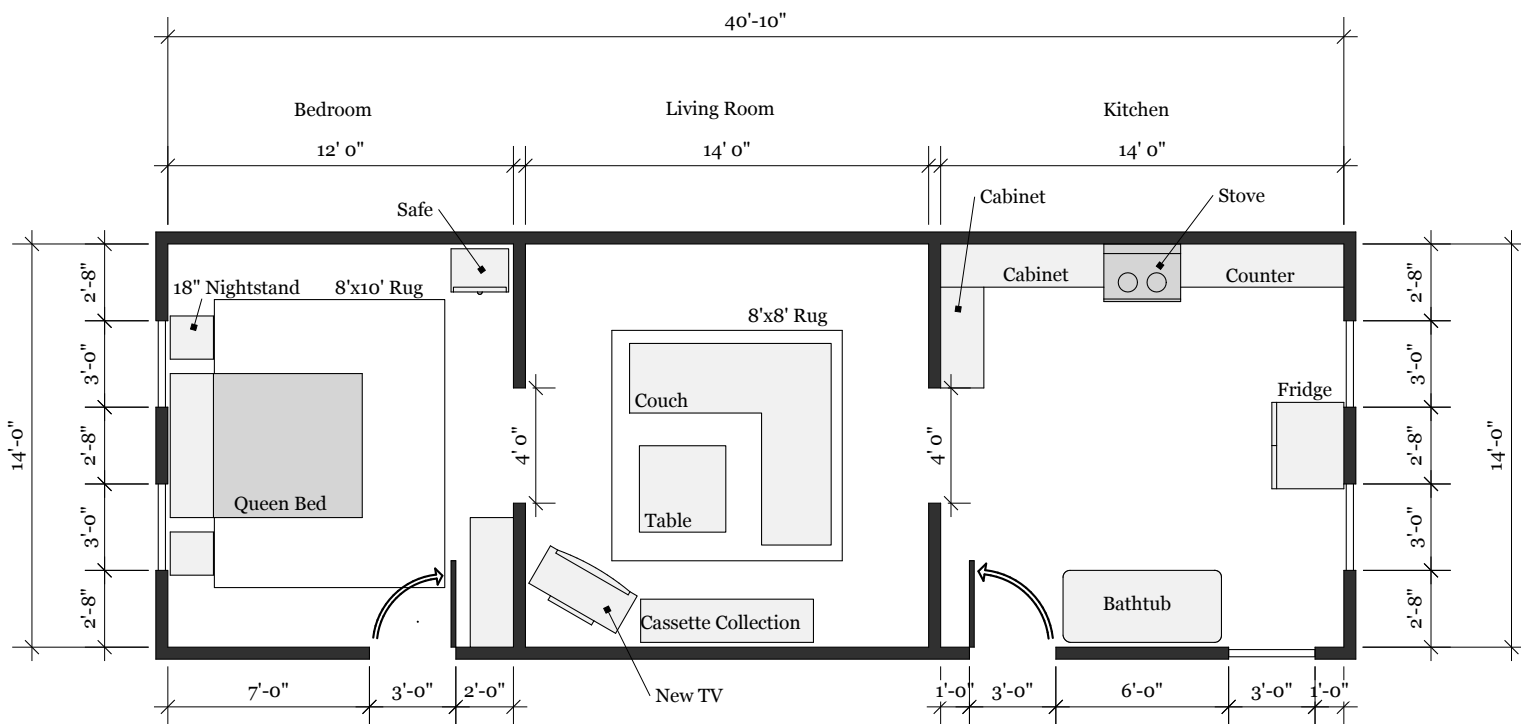 40'-10"
Bedroom
Living Room
Kitchen
12' 0"
14' 0"
14' 0"
Safe
Cabinet
Stove
18" Nightstand
8'x10' Rug
Cabinet
Counter
8'x8' Rug
Couch
Fridge
Queen Bed
Table
Cassette Collection
Bathtub
New TV
14'-0"
2'-8"
3'-0"
2'-8"
3'-0"
2'-8"
4' 0"
4' 0"
2'-8"
3'-0"
2'-8"
3'-0"
2'-8"
14'-0"
7'-0"
3'-0"
2'-0"
1'-0"
3'-0"
6'-0"
3'-0"
1'-0"